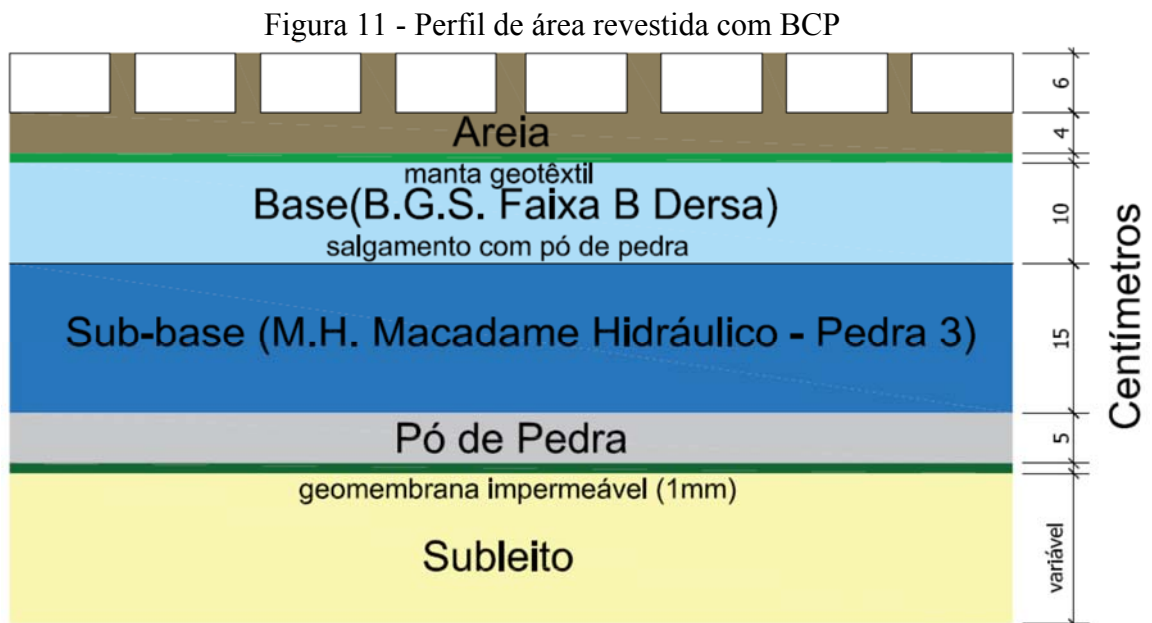 Figura 11 - Perfil de área revestida com BCP
6
Areia
4
manta geotêxtil
Base(B.G.S. Faixa B Dersa)
10
salgamento com pó de pedra
Sub-base (M.H. Macadame Hidráulico - Pedra 3)
15
Pó de Pedra
5
geomembrana impermeável (1mm)
Subleito
variável
Centímetros